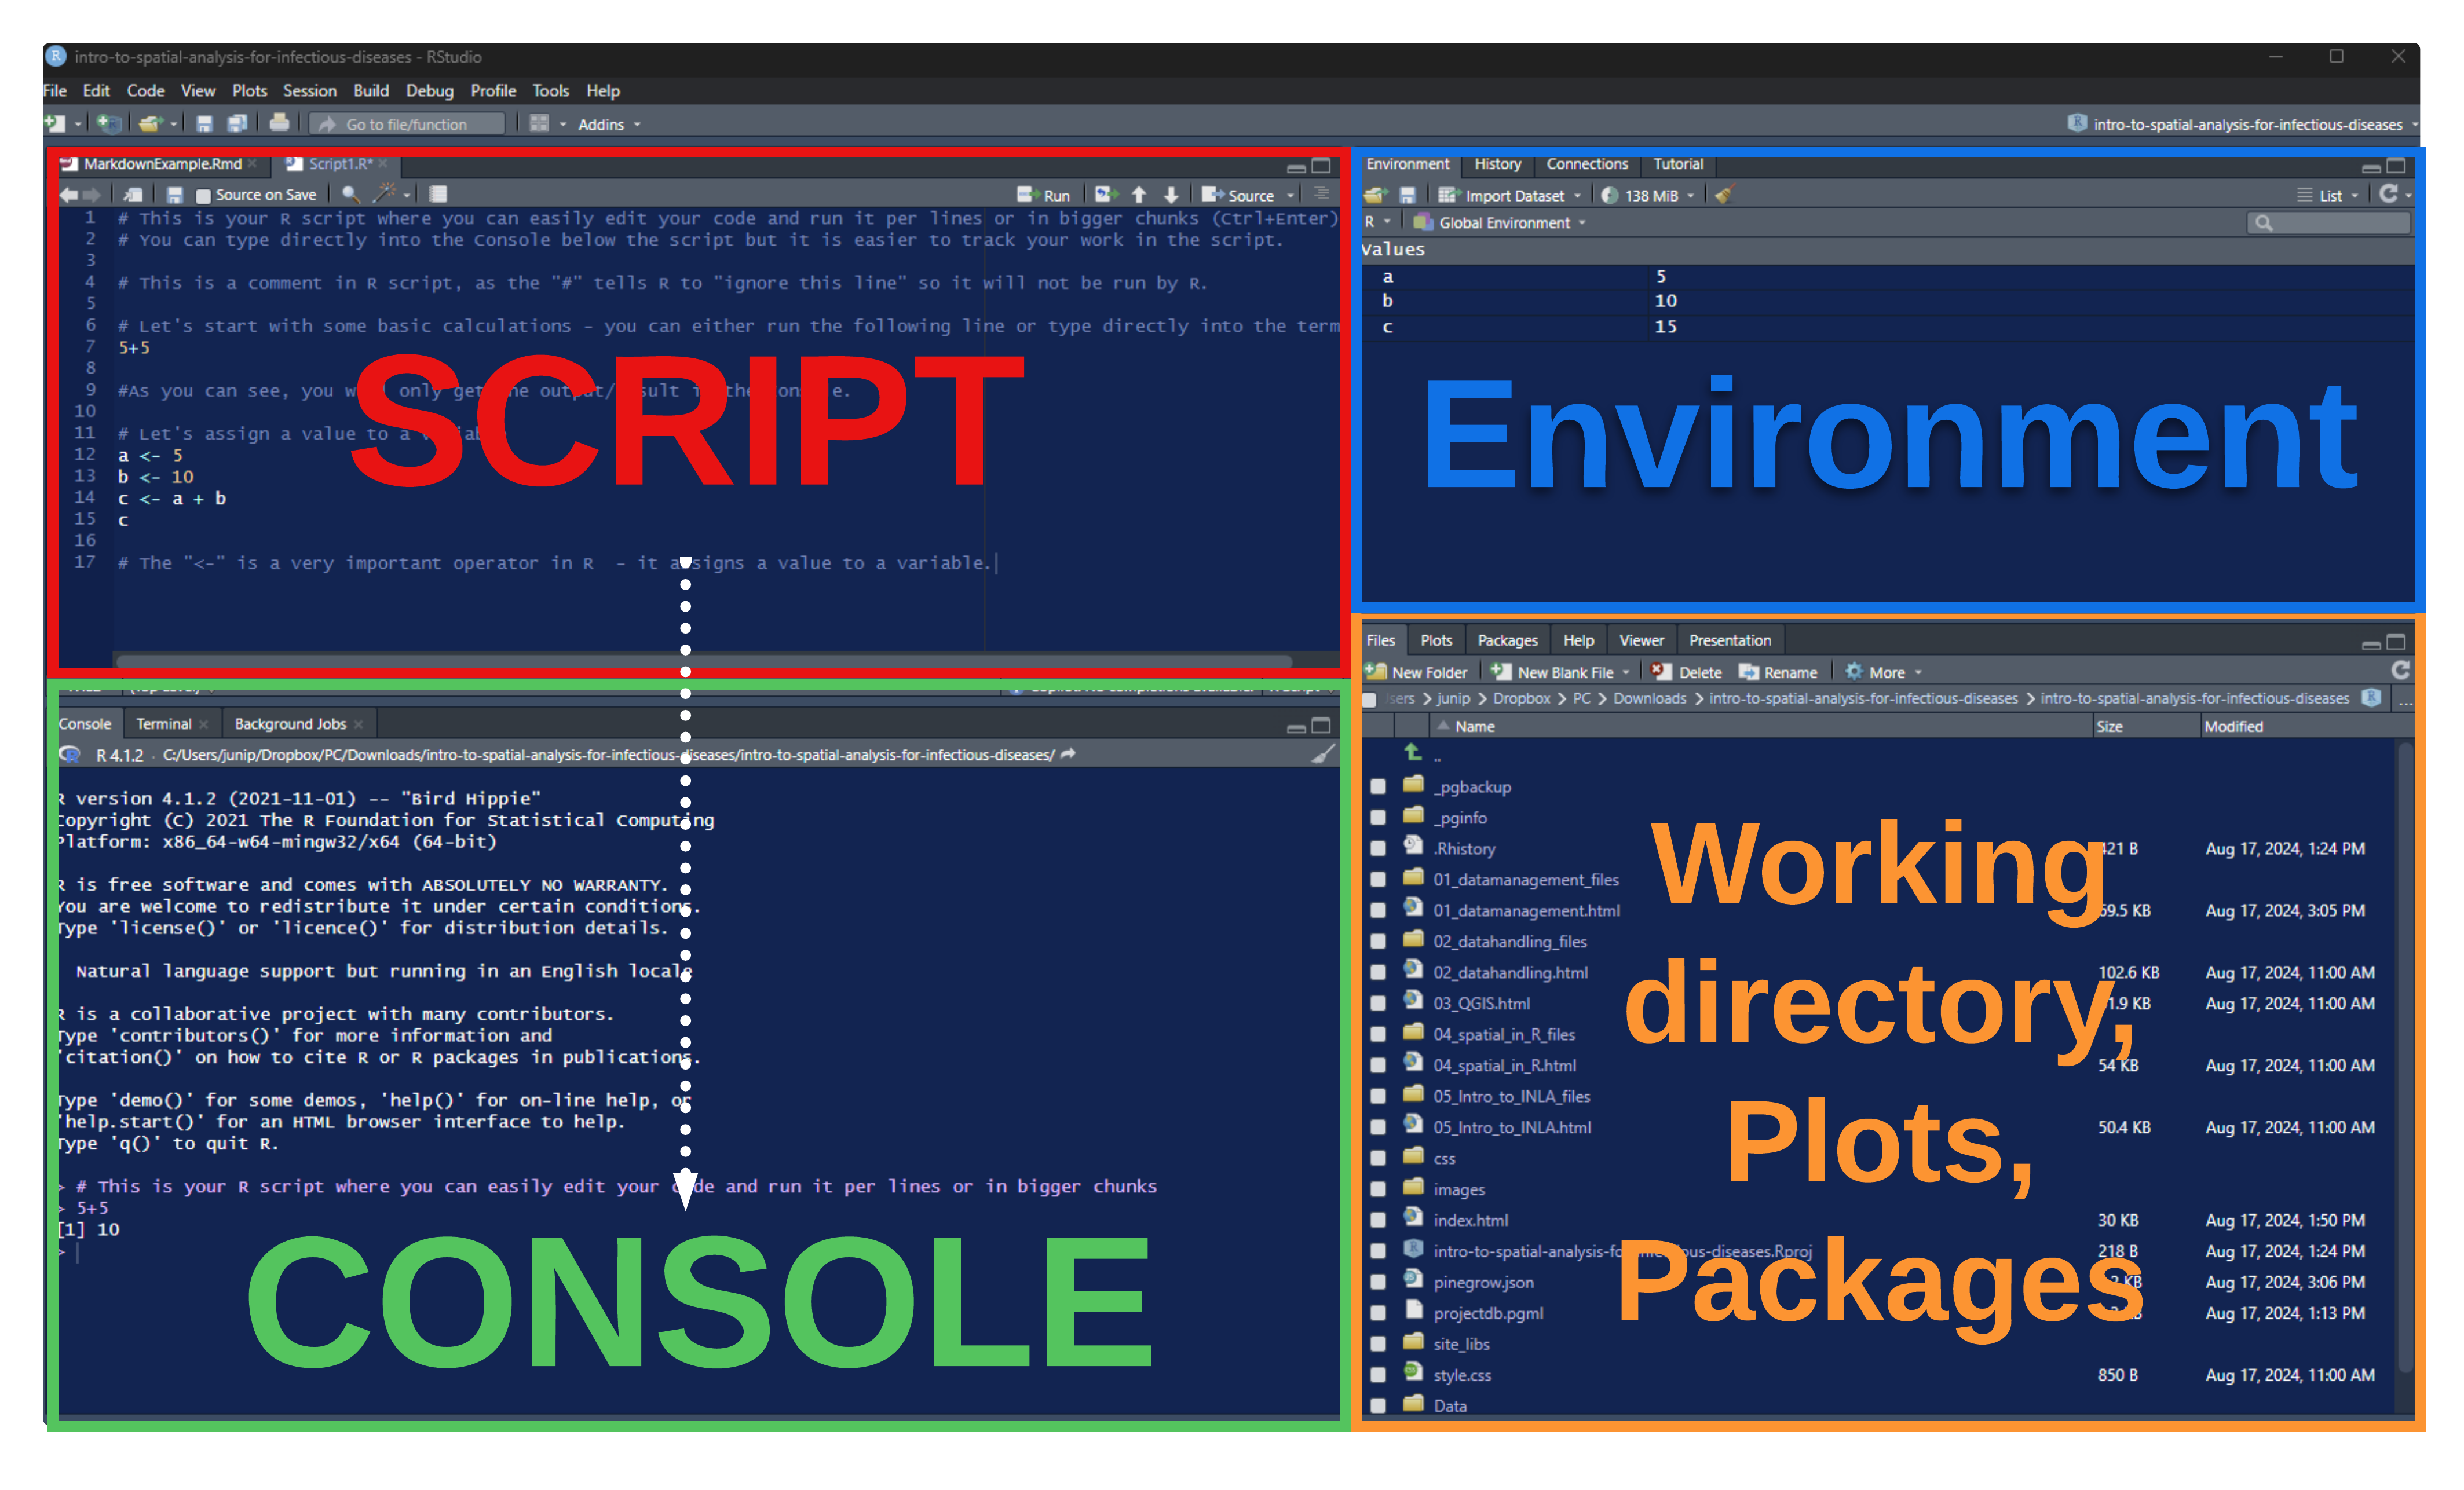 intro-to-spatial-analysis-for-infectious-diseases - RStudio
File Edit Code View Plots Session Build Debug Profile Tools Help
Go to file/function Addins intro-to-spatial-analysis-for-infectious-diseases
MarkdownExample.Rmd Script1.R*
Source on Save Run Source
1 # This is your R script where you can easily edit your code and run it per lines or in bigger chunks (Ctrl+Enter)
2 # You can type directly into the Console below the script but it is easier to track your work in the script.
3
4 # This is a comment in R script, as the "#" tells R to "ignore this line" so it will not be run by R.
5
6 # Let's start with some basic calculations - you can either run the following line or type directly into the term
7 5+5
8
9 #As you can see, you only
10
11 # Let's assign a value to a
12 a <- 5
13 b <- 10
14 c <- a + b
15 c
16
17 # The "<-" is a very important operator in R - it assigns a value to a variable.
SCRIPT
Environment History Connections Tutorial
Import Dataset 138 MiB List
R Global Environment
Values
a 5
b 10
c 15
Environment
Console Terminal Background Jobs
R 4.1.2 · C:/Users/junip/Dropbox/PC/Downloads/intro-to-spatial-analysis-for-infectious-diseases/intro-to-spatial-analysis-for-infectious-diseases/
R version 4.1.2 (2021-11-01) -- "Bird Hippie"
Copyright (C) 2021 The R Foundation for Statistical Computing
Platform: x86_64-w64-mingw32/x64 (64-bit)
R is free software and comes with ABSOLUTELY NO WARRANTY.
You are welcome to redistribute it under certain conditions.
Type 'license()' or 'licence()' for distribution details.
Natural language support but running in an English locale
R is a collaborative project with many contributors.
Type 'contributors()' for more information and
'citation()' on how to cite R or R packages in publications.
Type 'demo()' for some demos, 'help()' for on-line help, or
'help.start()' for an HTML browser interface to help.
Type 'q()' to quit R.
> # This is your R script where you can easily edit your code and run it per lines or in bigger chunks
> 5+5
[1] 10
>
CONSOLE
Files Plots Packages Help Viewer Presentation
New Folder New Blank File Delete Rename More
junip > Dropbox > PC > Downloads > intro-to-spatial-analysis-for-infectious-diseases > intro-to-spatial-analysis-for-infectious-diseases ...
Name Size Modified
..
_pgbackup
_pginfo
.Rhistory 421 B Aug 17, 2024, 1:24 PM
01_datamanagement_files
01_datamanagement.html KB Aug 17, 2024, 3:05 PM
02_datahandling_files
02_datahandling.html 102.6 KB Aug 17, 2024, 11:00 AM
03_QGIS.html KB Aug 17, 2024, 11:00 AM
04_spatial_in_R_files
04_spatial_in_R.html 54 KB Aug 17, 2024, 11:00 AM
05_Intro_to_INLA_files
05_Intro_to_INLA.html 50.4 KB Aug 17, 2024, 11:00 AM
css
images
index.html 30 KB Aug 17, 2024, 1:50 PM
intro-to-spatial-analysis-for-infectious-diseases.Rproj 218 B Aug 17, 2024, 1:24 PM
pinegrow.json KB Aug 17, 2024, 3:06 PM
projectdb.pgml Aug 17, 2024, 1:13 PM
site_libs
style.css 850 B Aug 17, 2024, 11:00 AM
Data
Working
directory,
Plots,
Packages